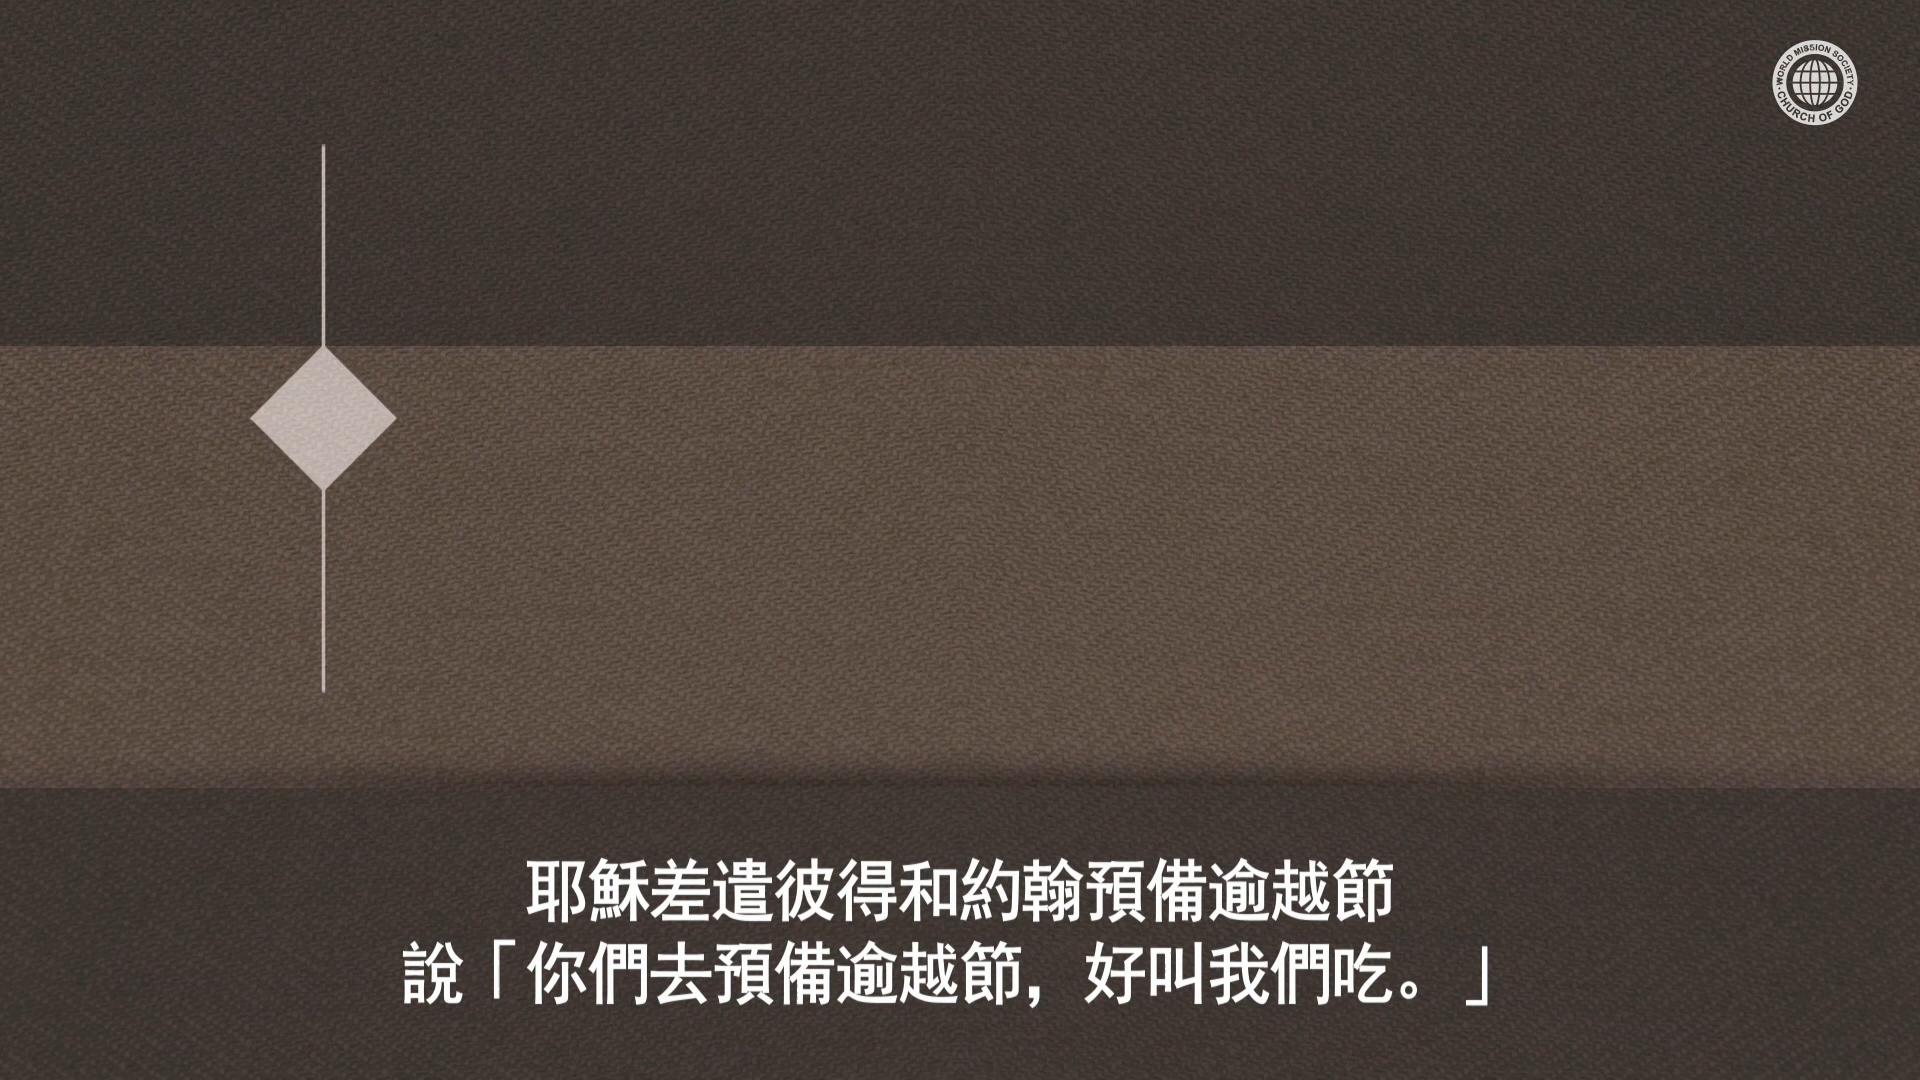 WORLD MISSION SOCIETY
CHURCH OF GOD
耶穌差遣彼得和約翰預備逾越節
說「你們去預備逾越節，好叫我們吃。」